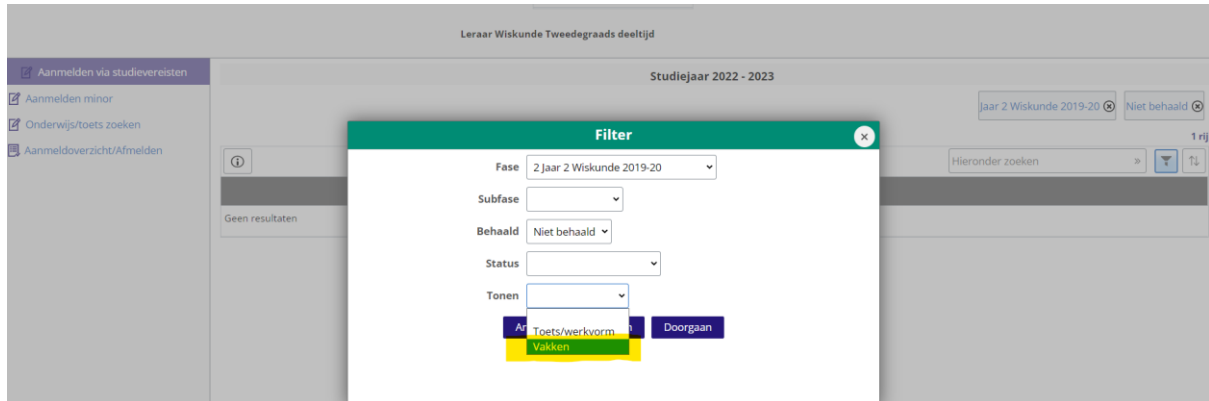 Leraar Wiskunde Tweedegraads deeltijd
Aanmelden via studievereisten
Aanmelden minor
Onderwijs/toets zoeken
Aanmeldoverzicht/Afmelden
Studiejaar 2022 - 2023
Jaar 2 Wiskunde 2019-20
Niet behaald
1 rij
Hieronder zoeken »
Geen resultaten
Filter
Fase 2 Jaar 2 Wiskunde 2019-20
Subfase
Behaald Niet behaald
Status
Tonen
Toets/werkvorm
Vakken
Doorgaan